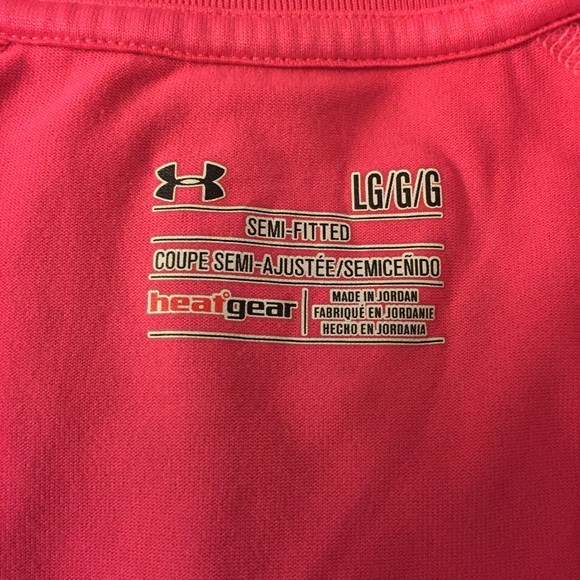 LG/G/G
SEMI-FITTED
COUPE SEMI-AJUSTÉE/SEMICEÑIDO
heatgear
MADE IN JORDAN
FABRIQUÉ EN JORDANIE
HECHO EN JORDANIA